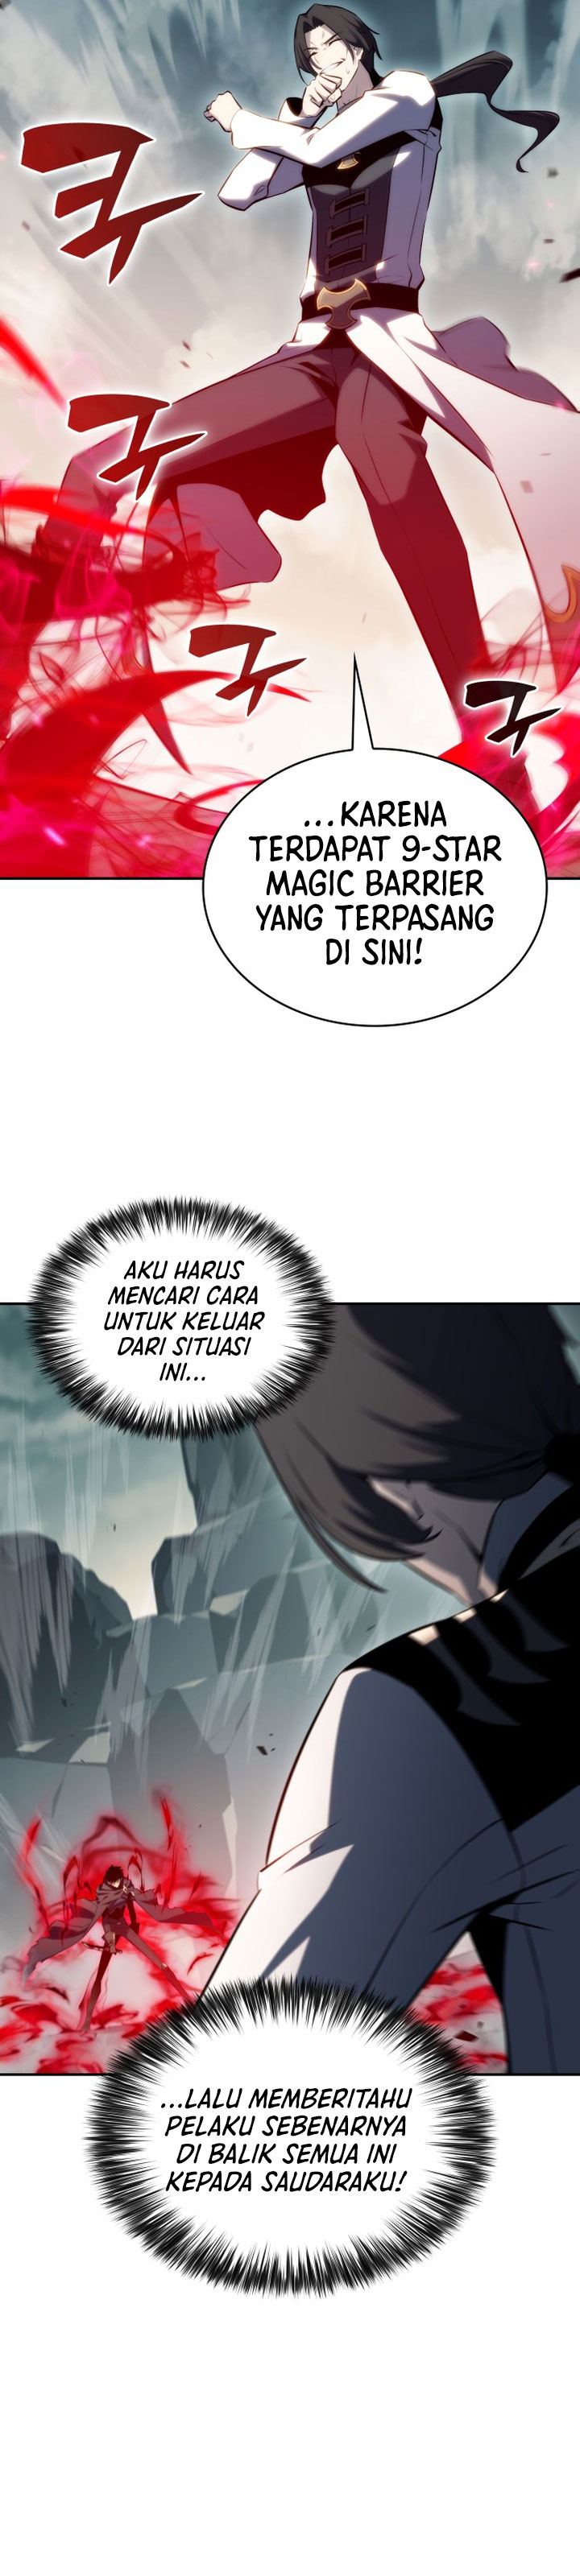 ...KARENA
TERDAPAT 9-STAR
MAGIC BARRIER
YANG TERPASANG
DI SINI!
AKU HARUS
MENCARI CARA
UNTUK KELUAR
DARI SITUASI
INI...
...LALU MEMBERITAHU
PELAKU SEBENARNYA
DI BALIK SEMUA INI
KEPADA SAUDARAKU!